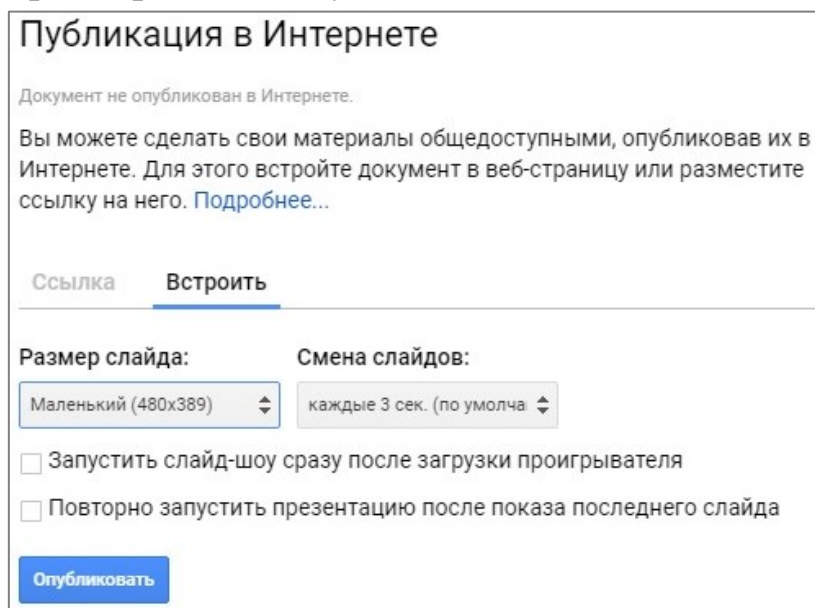 Публикация в Интернете
Документ не опубликован в Интернете.
Вы можете сделать свои материалы общедоступными, опубликовав их в
Интернете. Для этого встройте документ в веб-страницу или разместите
ссылку на него. Подробнее...
Ссылка Встроить
Размер слайда: Смена слайдов:
Маленький (480x389) каждые 3 сек. (по умолча
Запустить слайд-шоу сразу после загрузки проигрывателя
Повторно запустить презентацию после показа последнего слайда
Опубликовать